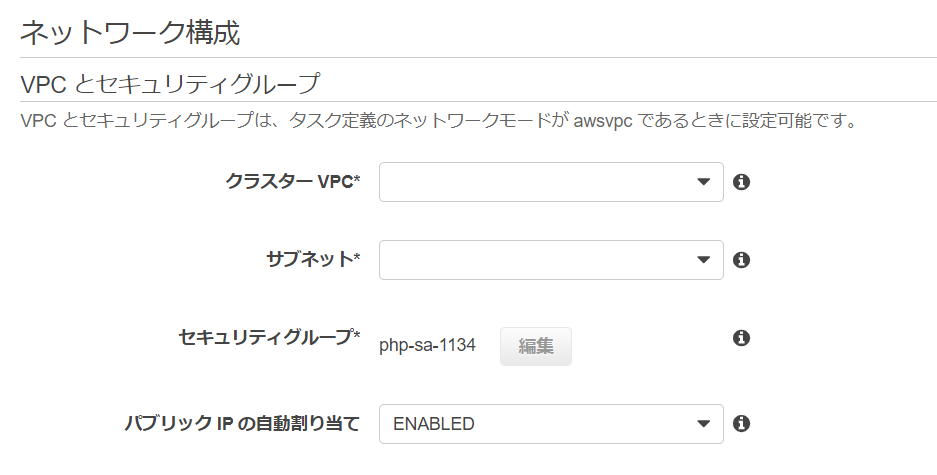 ネットワーク構成
VPC とセキュリティグループ
VPC とセキュリティグループは、タスク定義のネットワークモードが awsvpc であるときに設定可能です。
クラスター VPC*
サブネット*
セキュリティグループ* php-sa-1134 編集
パブリック IP の自動割り当て ENABLED